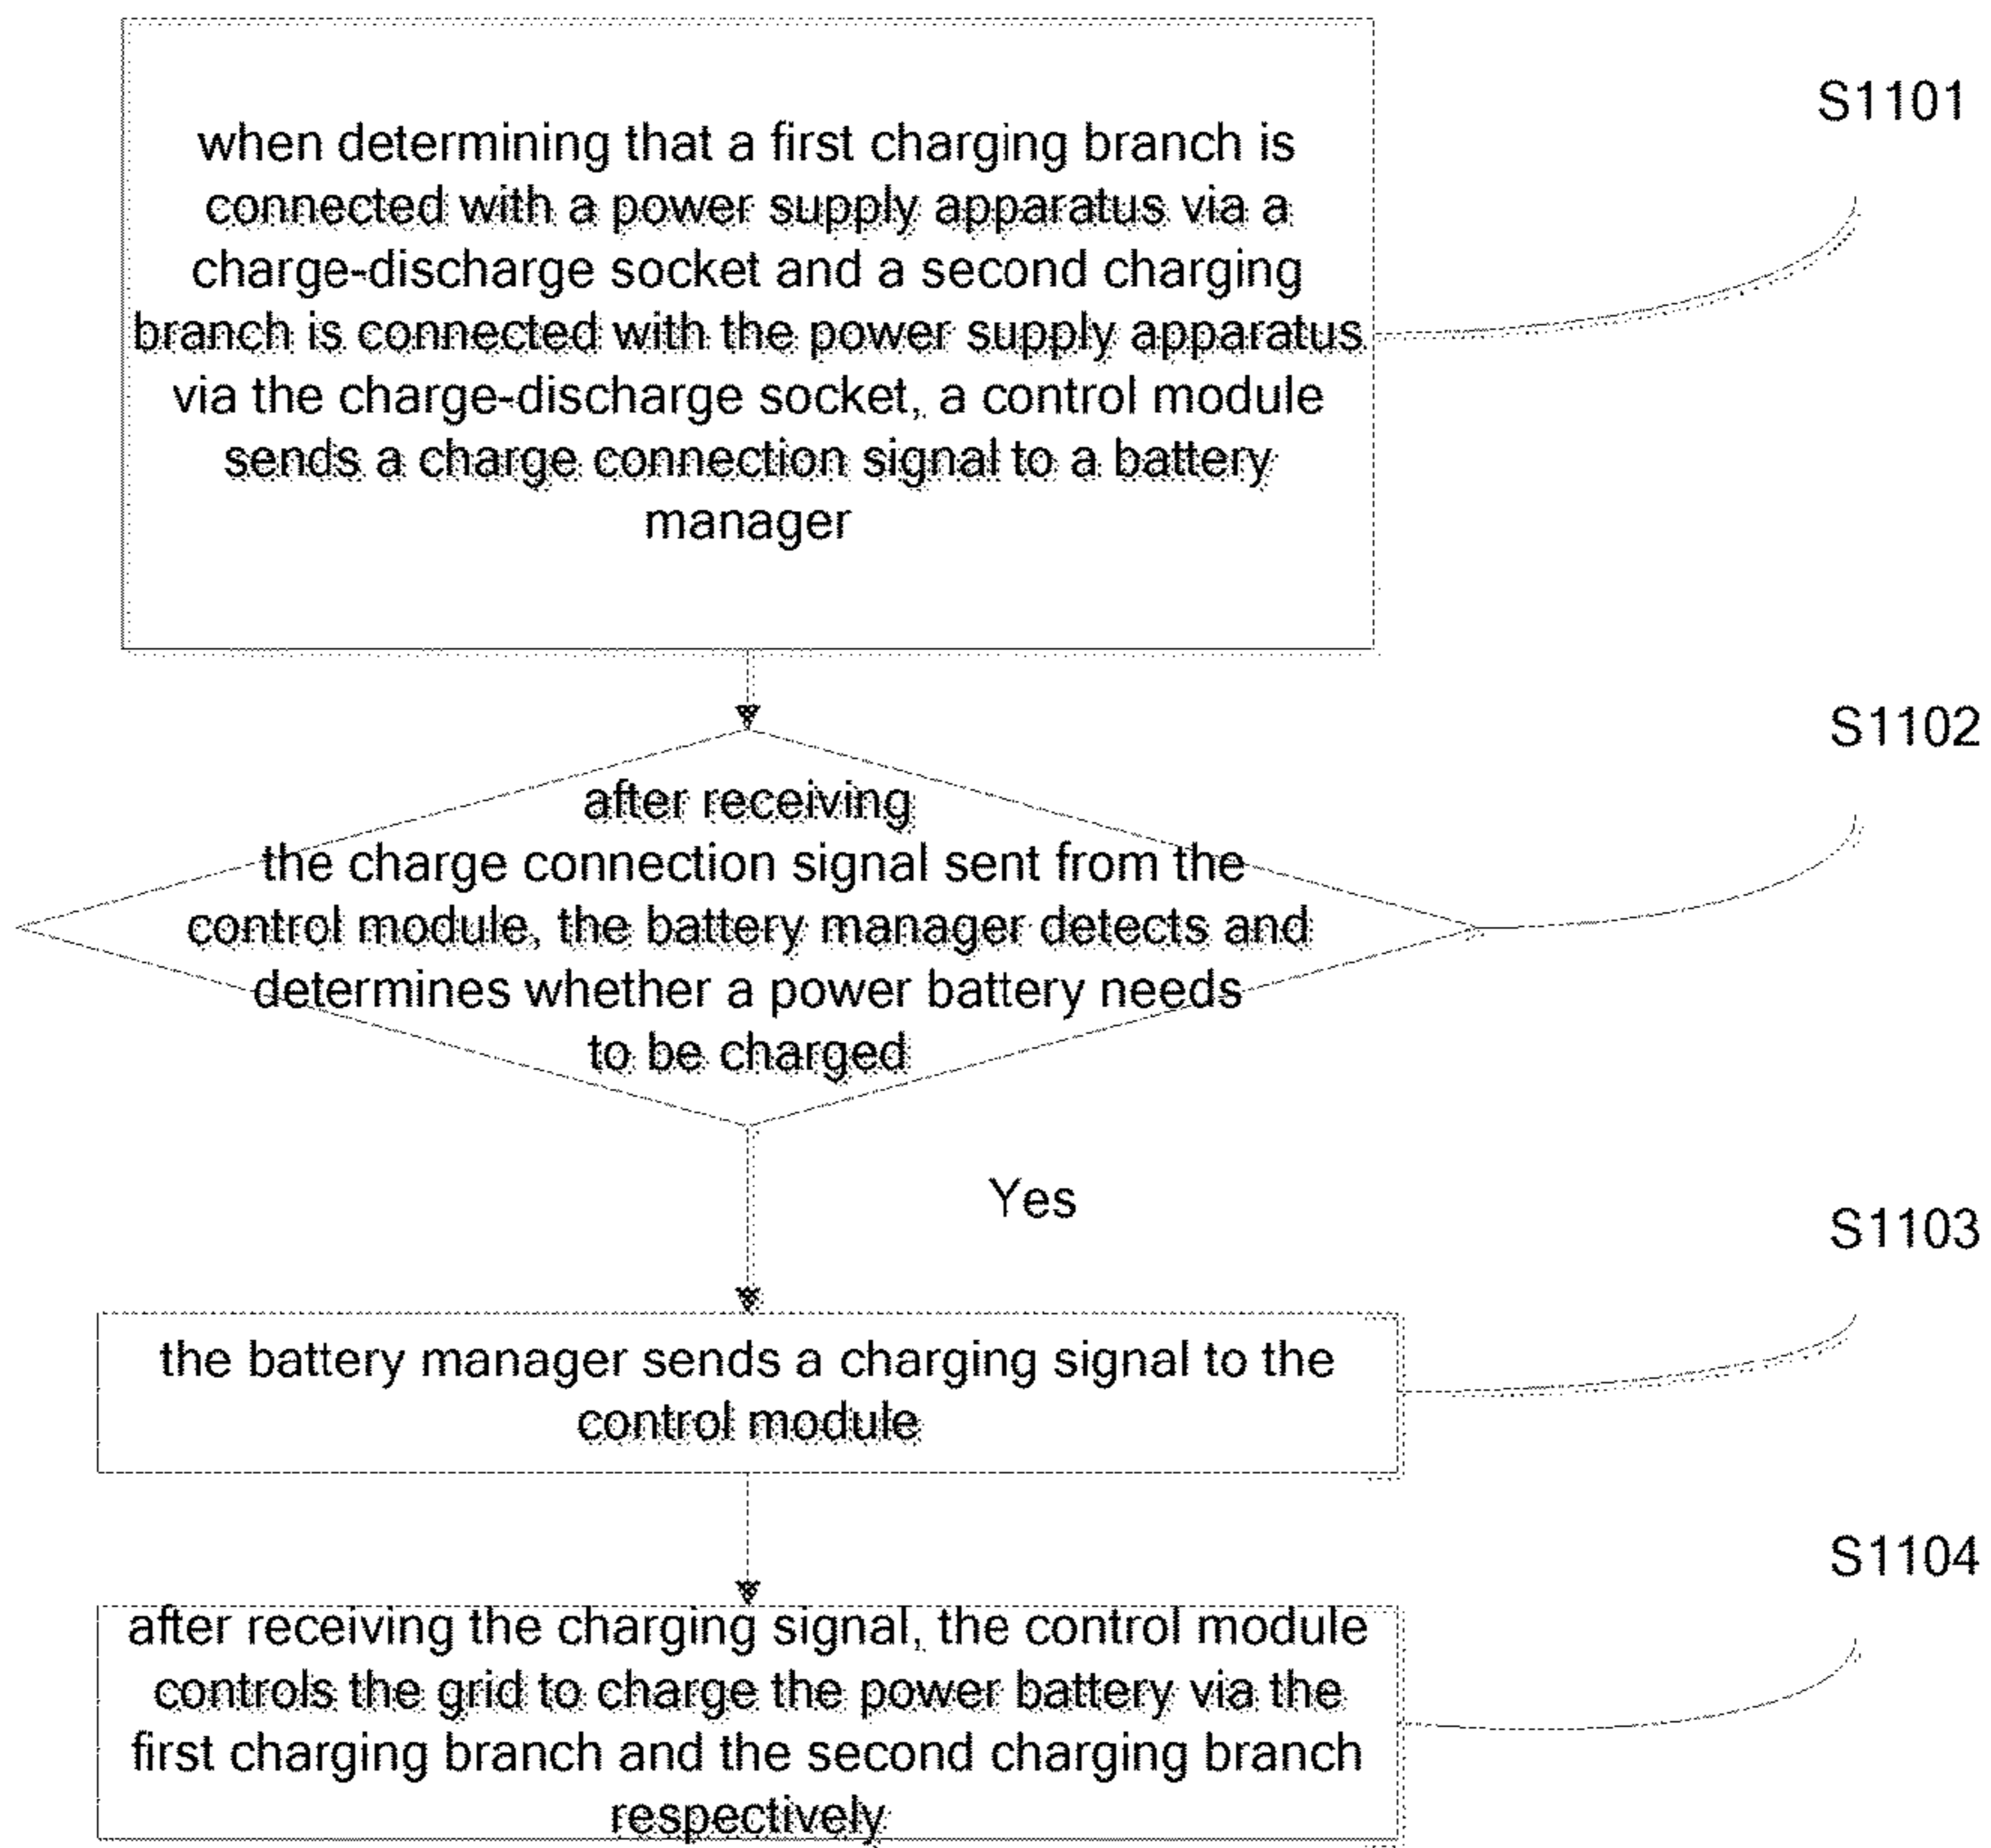 S1101
when determining that a first charging branch is
connected with a power supply apparatus via a
charge-discharge socket and a second charging
branch is connected with the power supply apparatus
via the charge-discharge socket, a control module
sends a charge connection signal to a battery
manager
S1102
after receiving
the charge connection signal sent from the
control module, the battery manager detects and
determines whether a power battery needs
to be charged
Yes
S1103
the battery manager sends a charging signal to the
control module
S1104
after receiving the charging signal, the control module
controls the grid to charge the power battery via the
first charging branch and the second charging branch
respectively